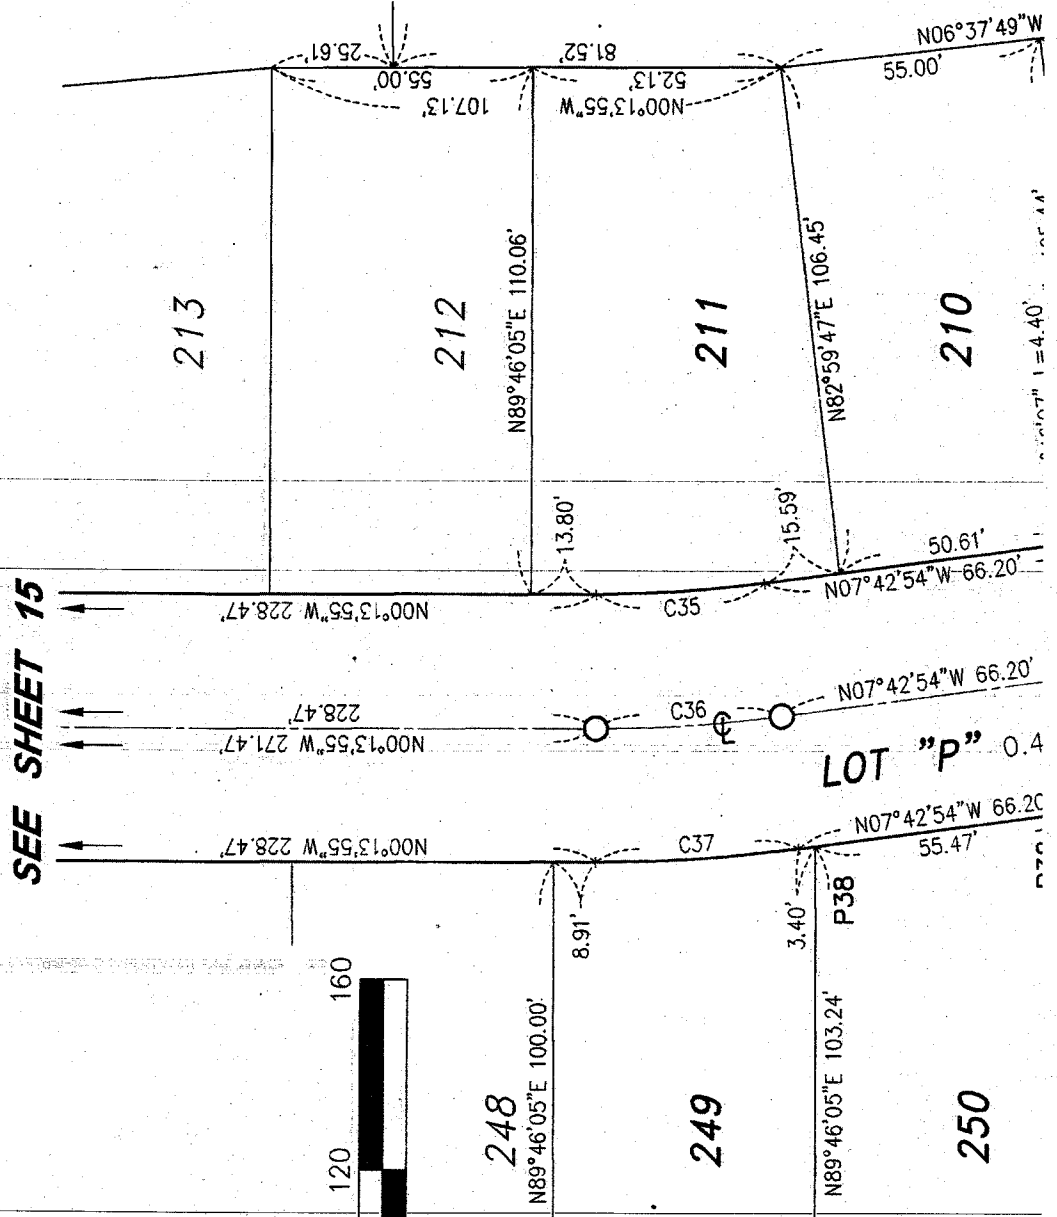 N06°37'49"W
55.00'
25.61'
55.00'
107.13'
81.52'
52.13'
N00°13'55"W
213
212
N89°46'05"E 110.06'
211
N82°59'47"E 106.45'
210
L=4.40'
13.80'
15.59'
50.61'
N07°42'54"W 66.20'
N00°13'55"W 228.47'
C35
SEE SHEET 15
228.47'
N00°13'55"W 271.47'
C36
N07°42'54"W 66.20'
℄
LOT "P" 0.4
N00°13'55"W 228.47'
C37
N07°42'54"W 66.20
55.47'
8.91'
3.40'
P38
160
120
248
N89°46'05"E 100.00'
249
N89°46'05"E 103.24'
250